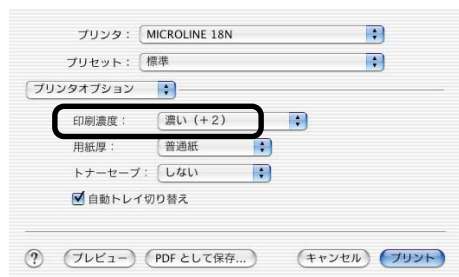 プリンタ： MICROLINE 18N
プリセット： 標準
プリンタオプション
印刷濃度： 濃い（＋２）
用紙厚： 普通紙
トナーセーブ： しない
自動トレイ切り替え
? プレビュー PDF として保存... キャンセル プリント